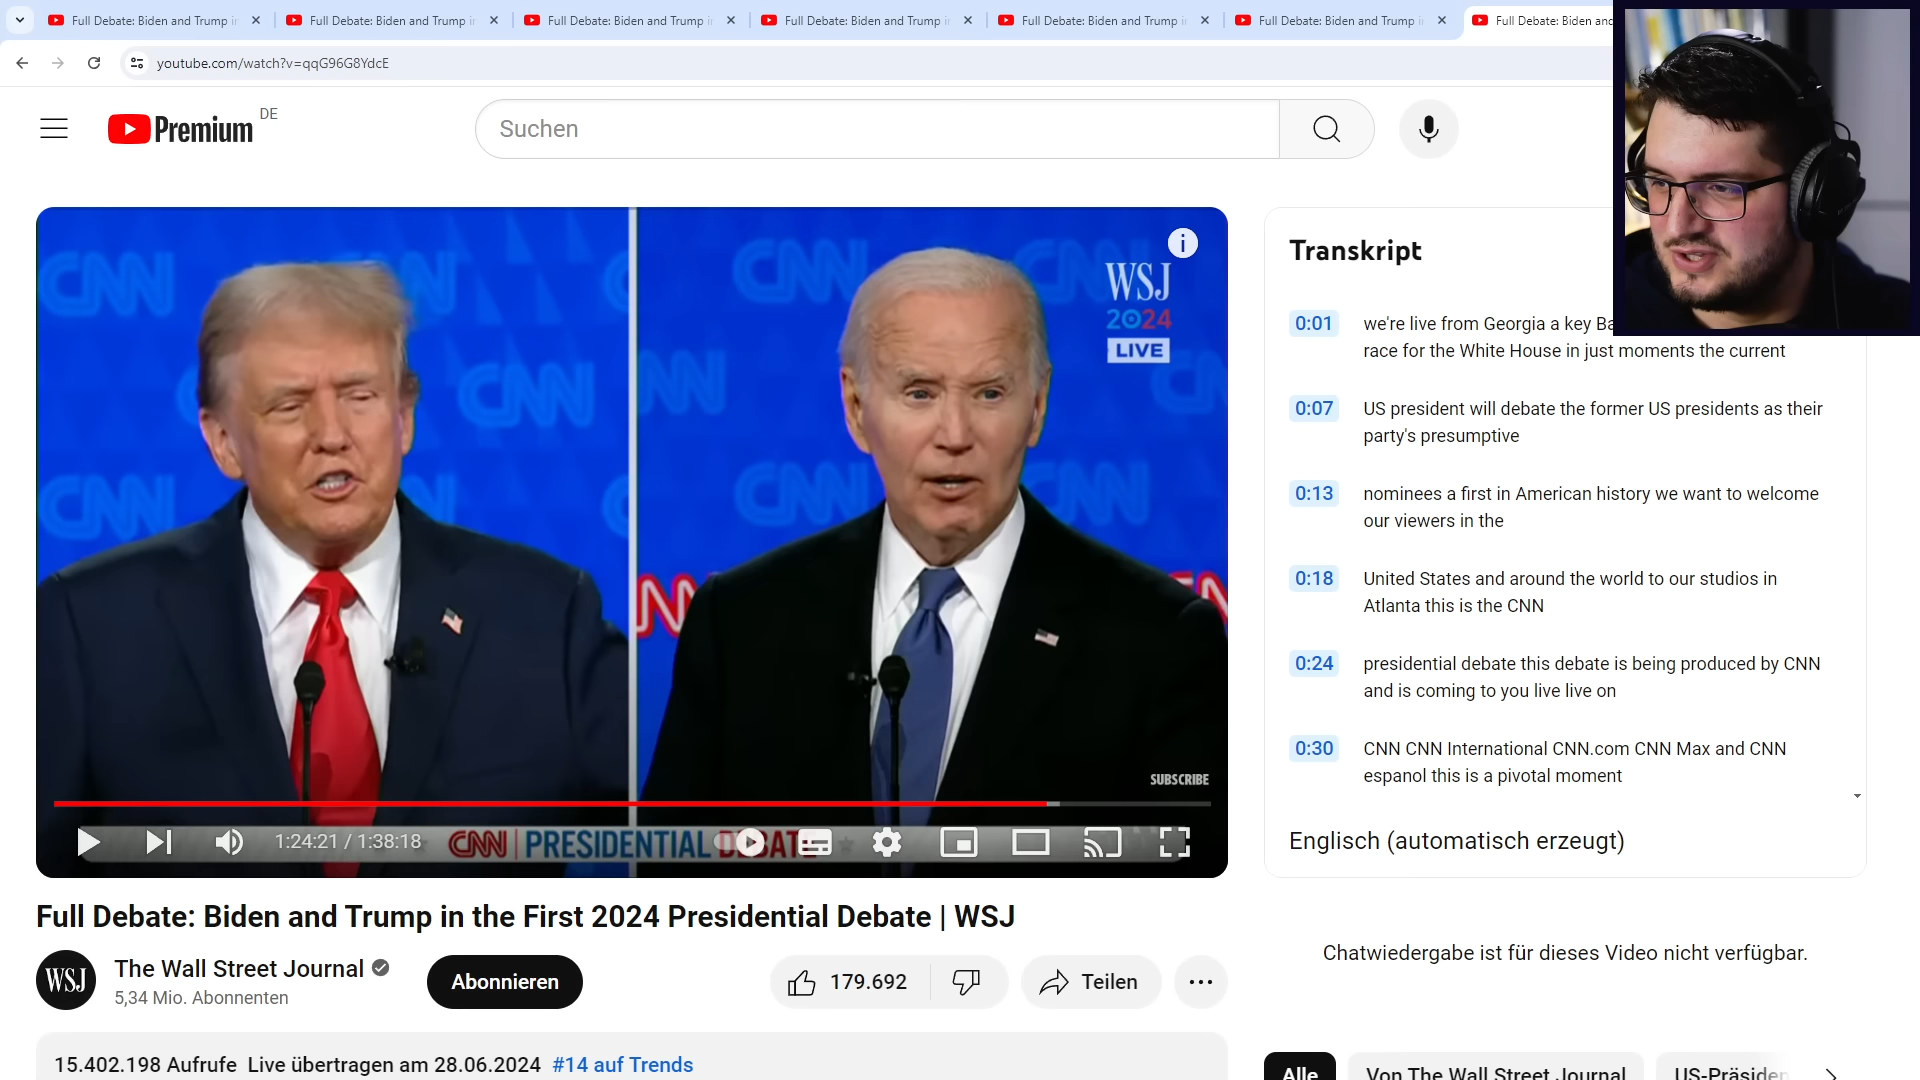 Full Debate: Biden and Trump i
Full Debate: Biden and Trump in
Full Debate: Biden and Trump i
Full Debate: Biden and Trump i
Full Debate: Biden and Trump i
Full Debate: Biden and Trump i
Full Debate: Biden and
youtube.com/watch?v=qqG96G8YdcE
Premium DE
Suchen
CNN CNN CNN CNN
CNN
WSJ
2024
LIVE
SUBSCRIBE
1:24:21 / 1:38:18
CNN | PRESIDENTIAL DEBATE
Transkript
0:01 we're live from Georgia a key Ba
race for the White House in just moments the current
0:07 US president will debate the former US presidents as their
party's presumptive
0:13 nominees a first in American history we want to welcome
our viewers in the
0:18 United States and around the world to our studios in
Atlanta this is the CNN
0:24 presidential debate this debate is being produced by CNN
and is coming to you live live on
0:30 CNN CNN International CNN.com CNN Max and CNN
espanol this is a pivotal moment
Englisch (automatisch erzeugt)
Full Debate: Biden and Trump in the First 2024 Presidential Debate | WSJ
WSJ
The Wall Street Journal
5,34 Mio. Abonnenten
Abonnieren
179.692
Teilen
Chatwiedergabe ist für dieses Video nicht verfügbar.
15.402.198 Aufrufe Live übertragen am 28.06.2024 #14 auf Trends
Alle
Von The Wall Street Journal
US-Präsiden